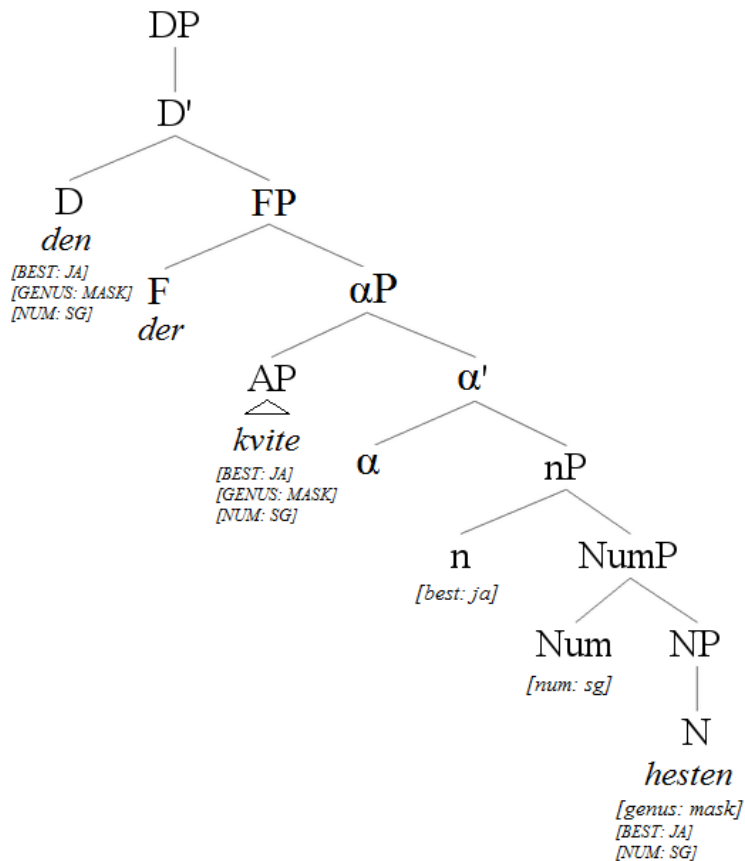 DP
D'
D FP
den
[BEST: JA]
[GENUS: MASK]
[NUM: SG]
F αP
der
AP α'
kvite
[BEST: JA]
[GENUS: MASK]
[NUM: SG]
α nP
n NumP
[best: ja]
Num NP
[num: sg]
N
hesten
[genus: mask]
[BEST: JA]
[NUM: SG]